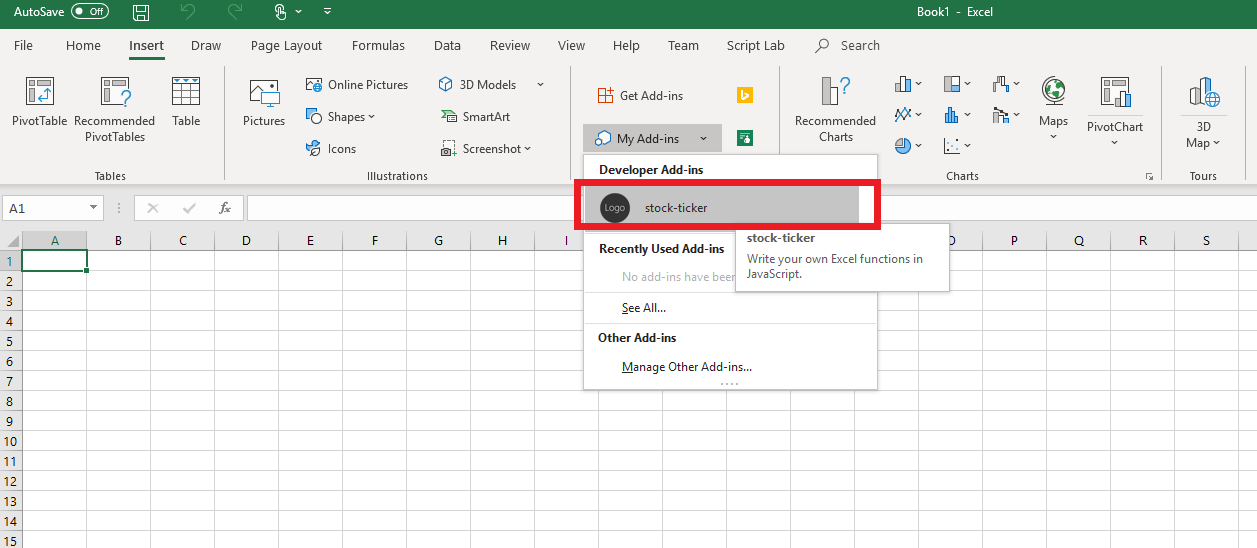 AutoSave Off
Book1 - Excel
File Home Insert Draw Page Layout Formulas Data Review View Help Team Script Lab Search
PivotTable
Recommended
PivotTables
Table
Tables
Pictures
Online Pictures
Shapes
Icons
3D Models
SmartArt
Screenshot
Illustrations
Get Add-ins
My Add-ins
Recommended
Charts
Maps
PivotChart
Charts
3D
Map
Tours
Developer Add-ins
Logo stock-ticker
stock-ticker
Write your own Excel functions in
JavaScript.
Recently Used Add-ins
No add-ins have been
See All...
Other Add-ins
Manage Other Add-ins...
A1
fx
A B C D E F G H I O P Q R S
1
2
3
4
5
6
7
8
9
10
11
12
13
14
15